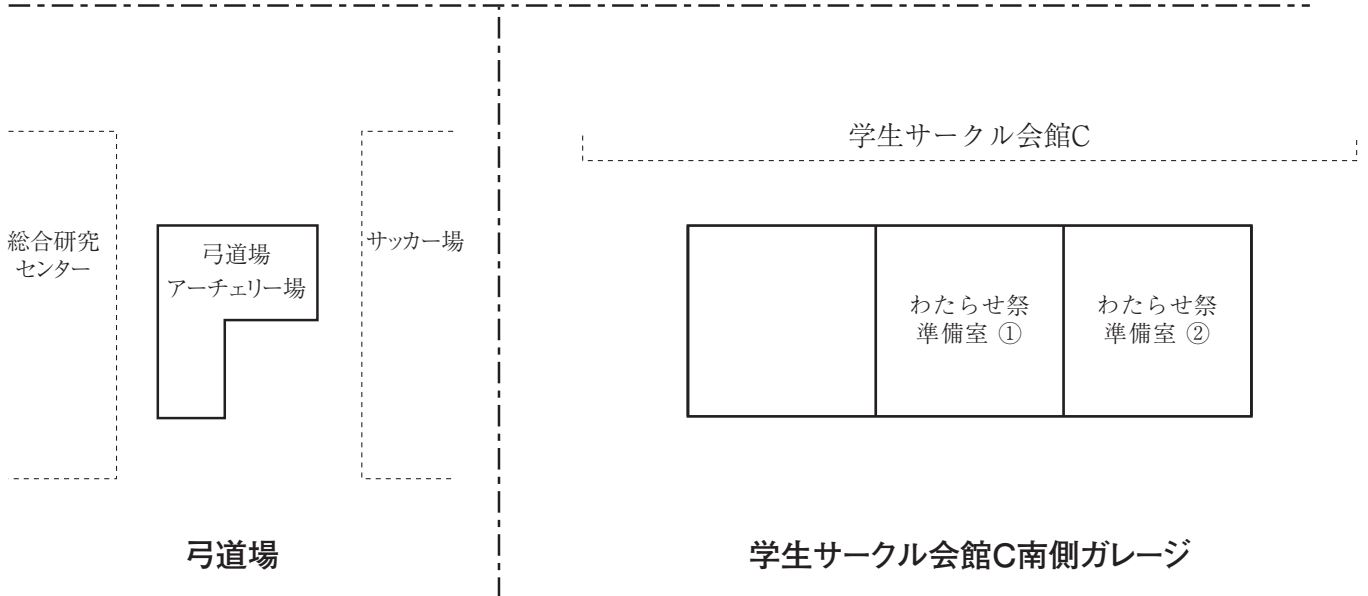 総合研究
センター
弓道場
アーチェリー場
サッカー場
弓道場
学生サークル会館C
わたらせ祭
準備室 ①
わたらせ祭
準備室 ②
学生サークル会館C南側ガレージ